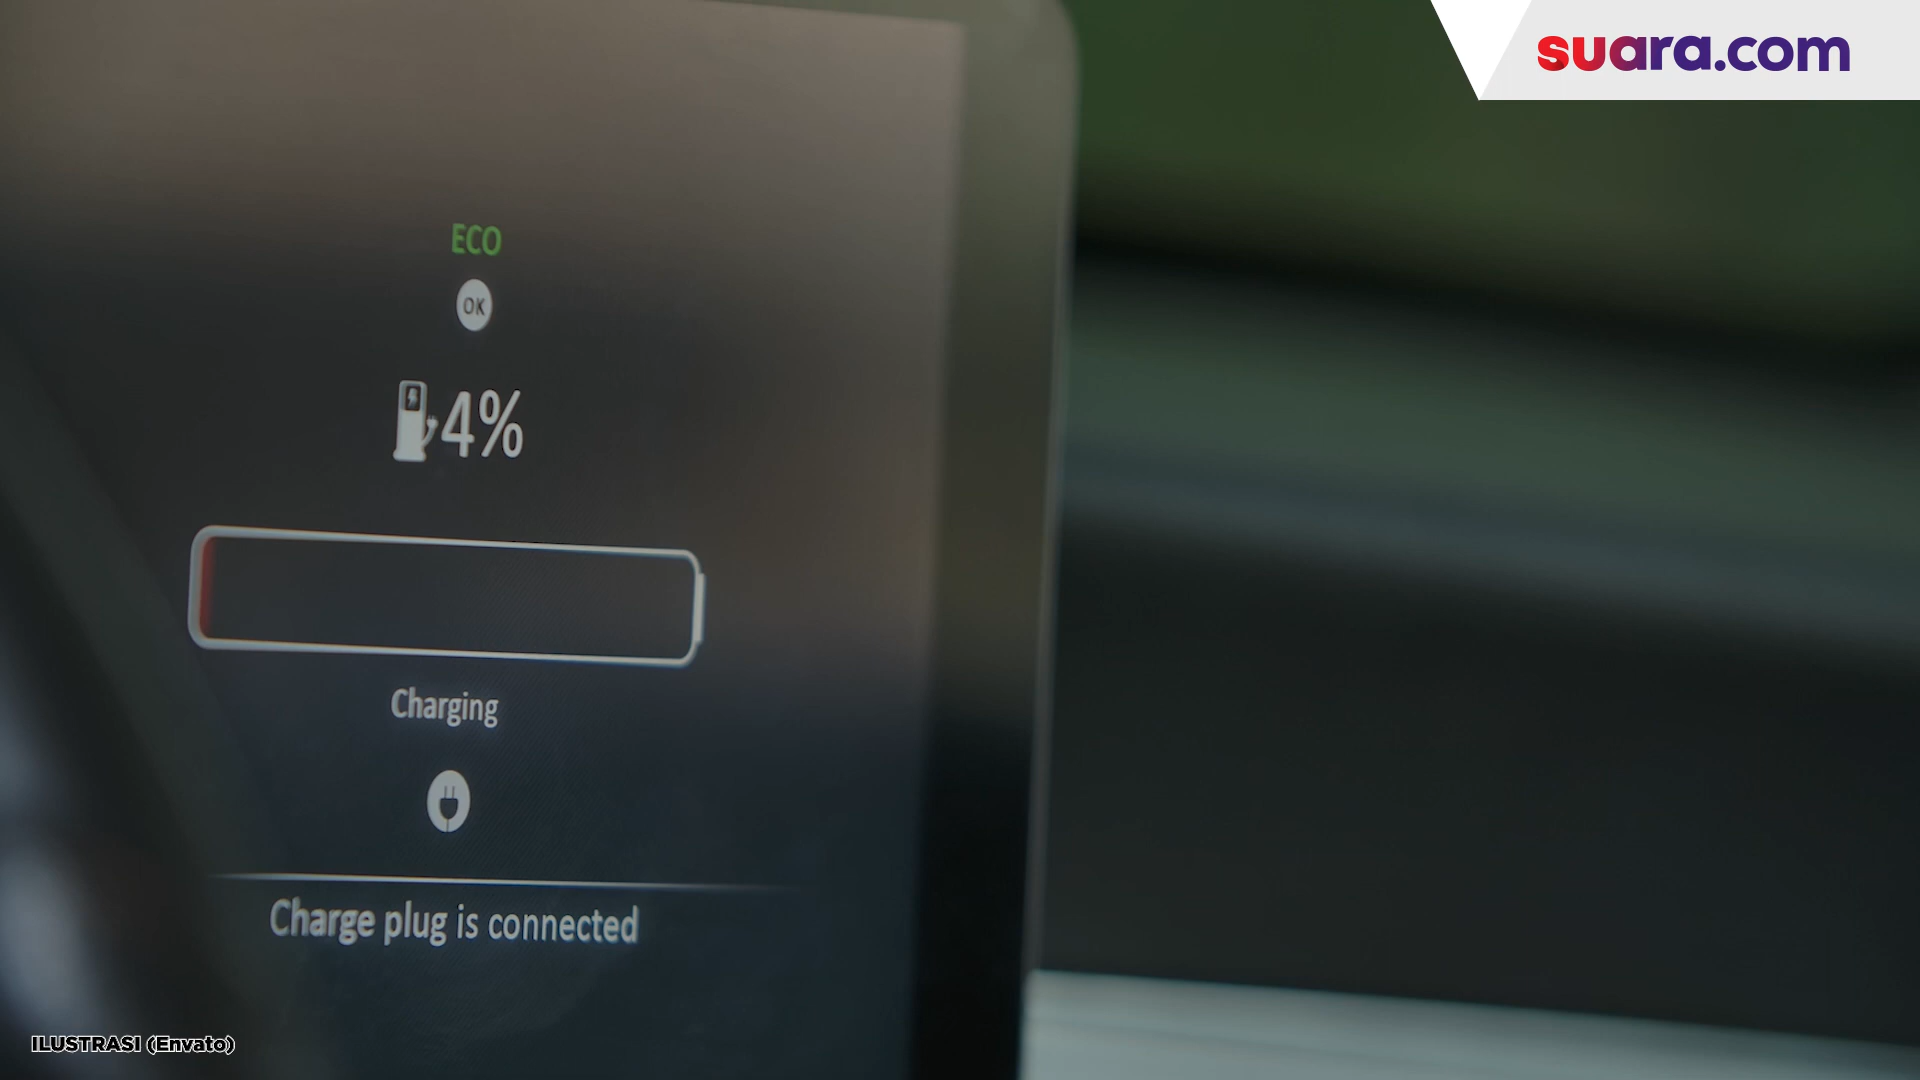 suara.com
ECO
OK
4%
Charging
Charge plug is connected
ILUSTRASI (Envato)